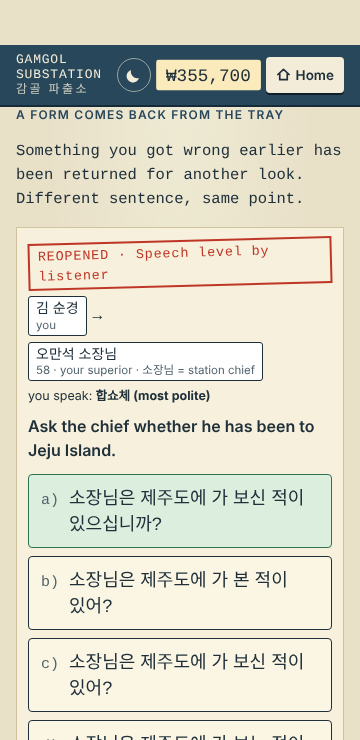 GAMGOL
SUBSTATION
감골 파출소
₩355,700
Home
A FORM COMES BACK FROM THE TRAY
Something you got wrong earlier has
been returned for another look.
Different sentence, same point.
REOPENED · Speech level by
listener
김 순경
you
→
오만석 소장님
58 · your superior · 소장님 = station chief
you speak: 합쇼체 (most polite)
Ask the chief whether he has been to
Jeju Island.
a) 소장님은 제주도에 가 보신 적이
있으십니까?
b) 소장님은 제주도에 가 본 적이
있어?
c) 소장님은 제주도에 가 보신 적이
있어?